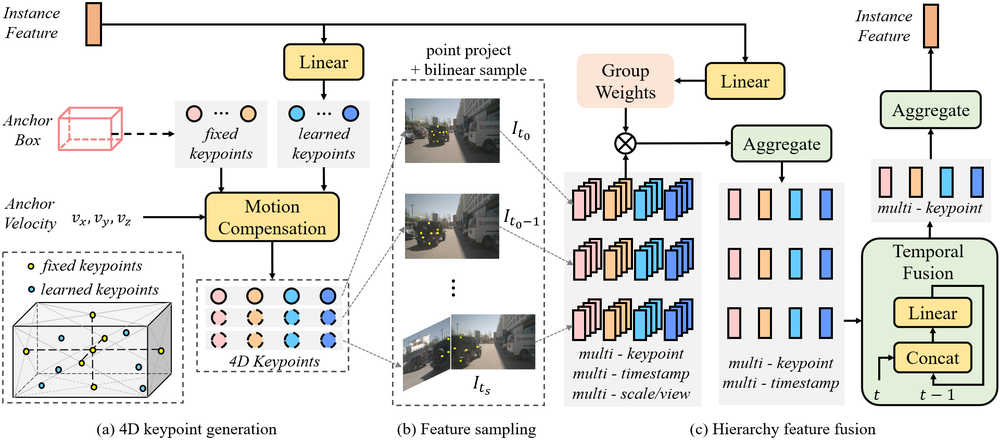 Instance
Feature
Linear
Anchor
Box
fixed
keypoints
learned
keypoints
Anchor
Velocity
vₓ, vᵧ, v_z
Motion
Compensation
fixed keypoints
learned keypoints
4D Keypoints
(a) 4D keypoint generation
point project
+ bilinear sample
I_{t_0}
I_{t_0-1}
I_{t_s}
(b) Feature sampling
Group
Weights
Linear
Aggregate
multi - keypoint
multi - timestamp
multi - scale/view
multi - keypoint
multi - timestamp
Instance
Feature
Aggregate
multi - keypoint
Temporal
Fusion
Linear
Concat
t
t − 1
(c) Hierarchy feature fusion